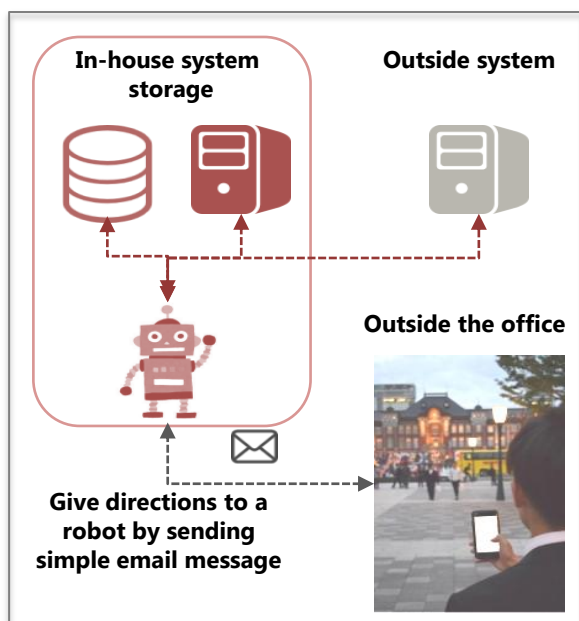 In-house system
storage
Outside system
Outside the office
Give directions to a
robot by sending
simple email message